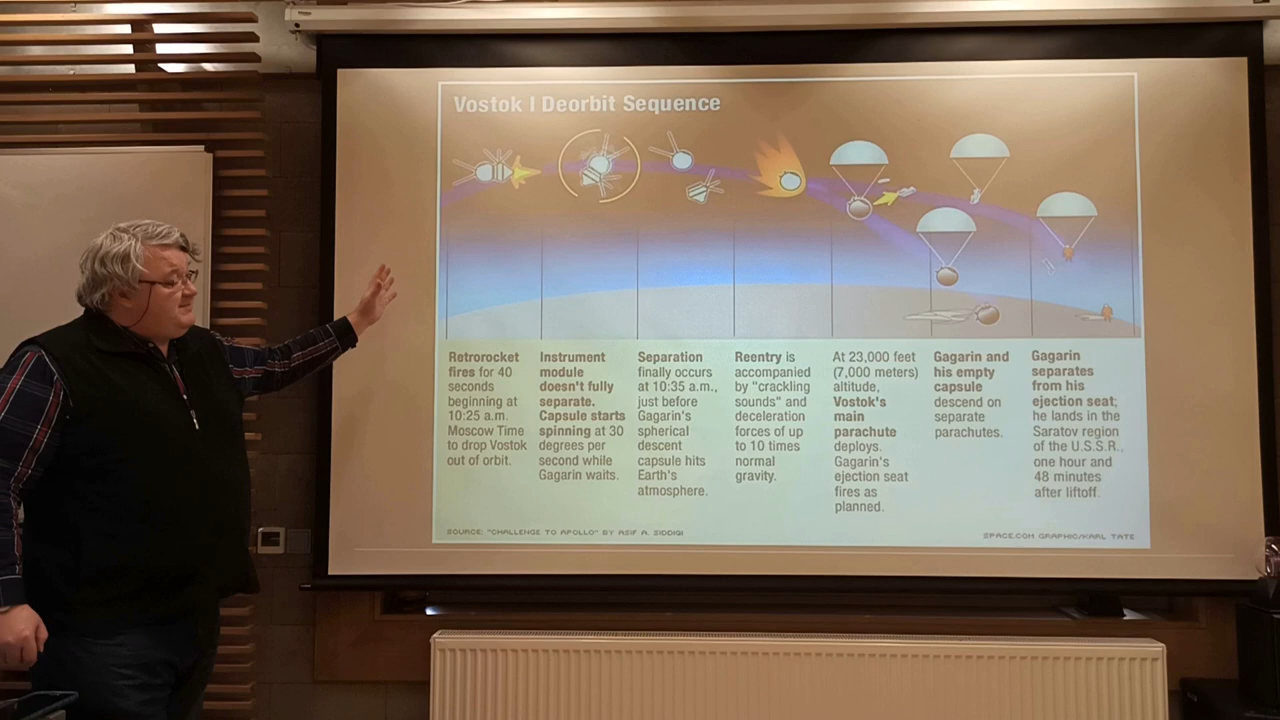 Vostok I Deorbit Sequence
Retrorocket
fires for 40
seconds
beginning at
10:25 a.m.
Moscow Time
to drop Vostok
out of orbit.
Instrument
module
doesn't fully
separate.
Capsule starts
spinning at 30
degrees per
second while
Gagarin waits.
Separation
finally occurs
at 10:35 a.m.,
just before
Gagarin's
spherical
descent
capsule hits
Earth's
atmosphere.
Reentry is
accompanied
by "crackling
sounds" and
deceleration
forces of up
to 10 times
normal
gravity.
At 23,000 feet
(7,000 meters)
altitude,
Vostok's
main
parachute
deploys.
Gagarin's
ejection seat
fires as
planned.
Gagarin and
his empty
capsule
descend on
separate
parachutes.
Gagarin
separates
from his
ejection seat;
he lands in the
Saratov region
of the U.S.S.R.,
one hour and
48 minutes
after liftoff.
SOURCE: "CHALLENGE TO APOLLO" BY ASIF A. SIDDIQI
SPACE.COM GRAPHIC/KARL TATE